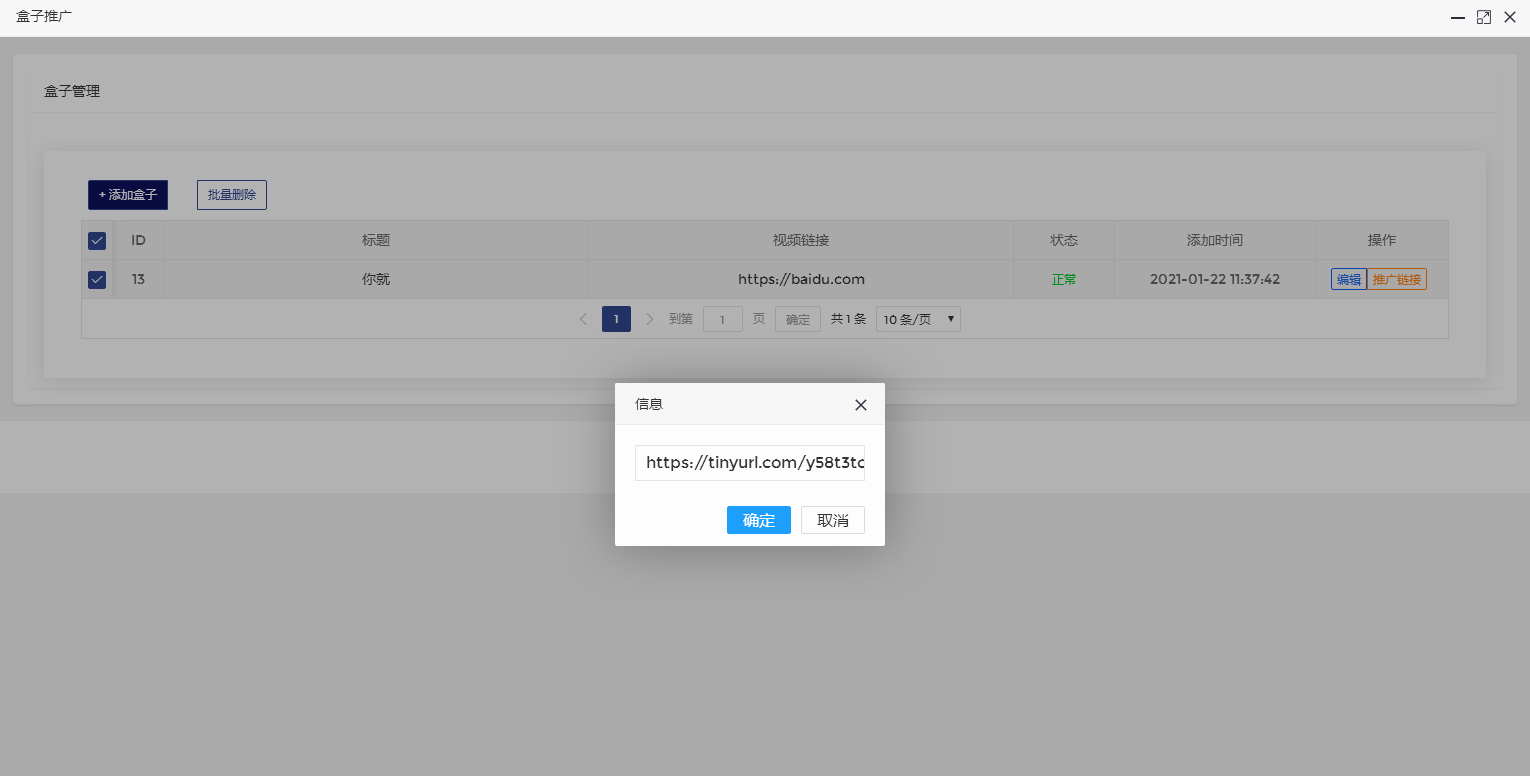 盒子推广
盒子管理
+ 添加盒子 批量删除
ID 标题 视频链接 状态 添加时间 操作
13 你就 https://baidu.com 正常 2021-01-22 11:37:42 编辑 推广链接
1 到第 1 页 确定 共 1 条 10 条/页
信息
https://tinyurl.com/y58t3tc
确定 取消